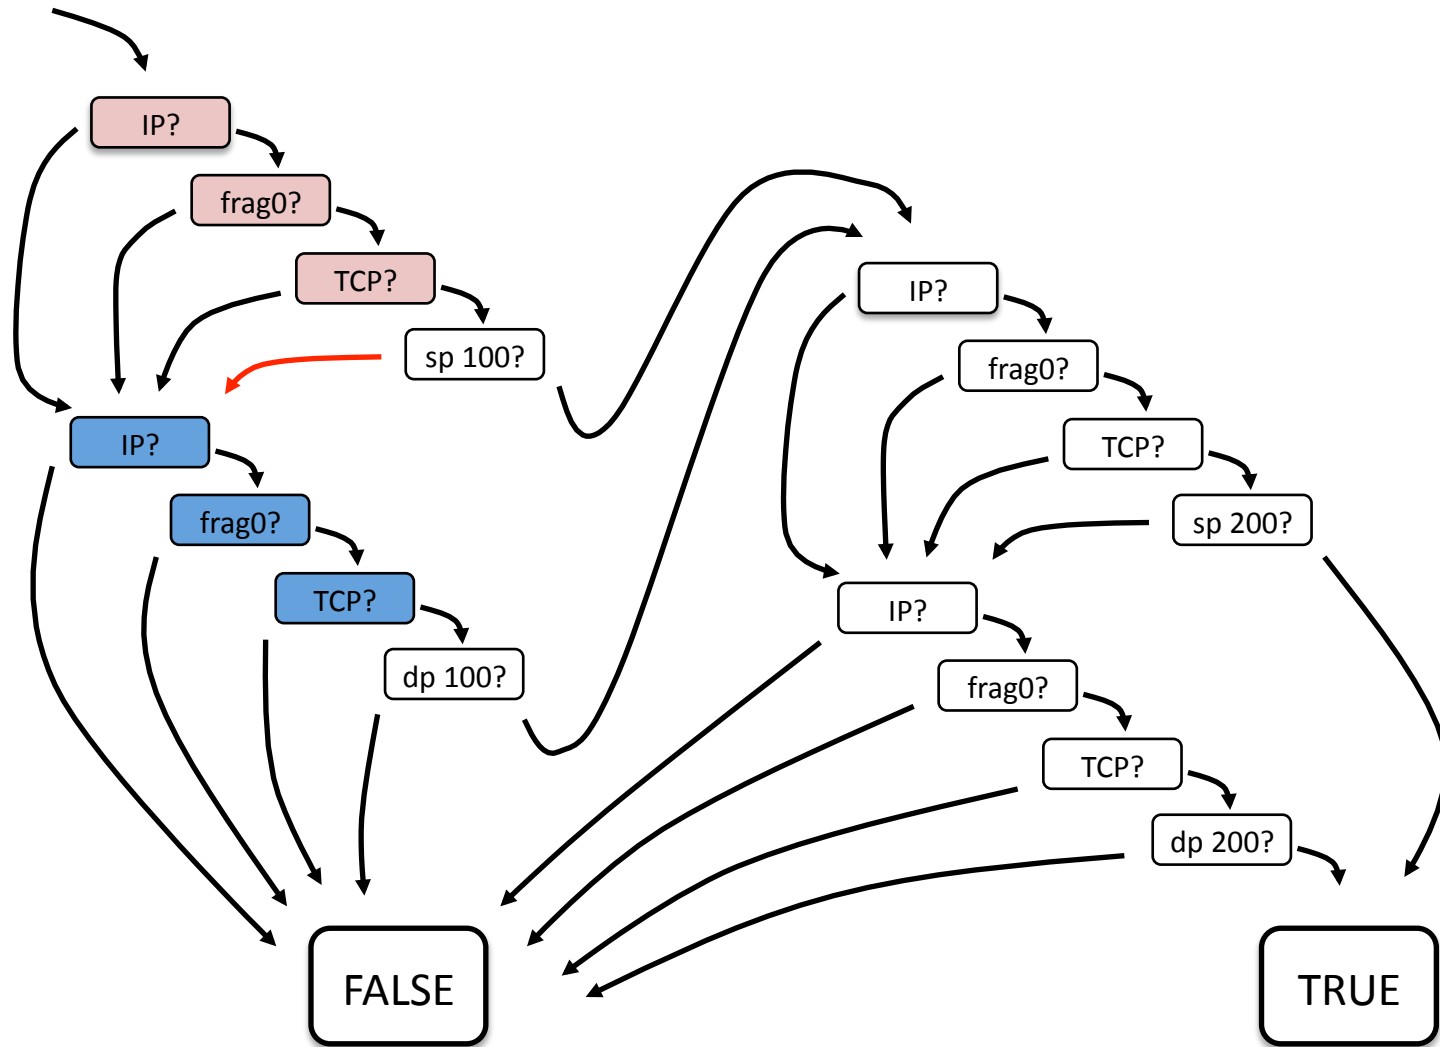 IP?
frag0?
TCP?
sp 100?
IP?
frag0?
TCP?
dp 100?
IP?
frag0?
TCP?
sp 200?
IP?
frag0?
TCP?
dp 200?
FALSE
TRUE